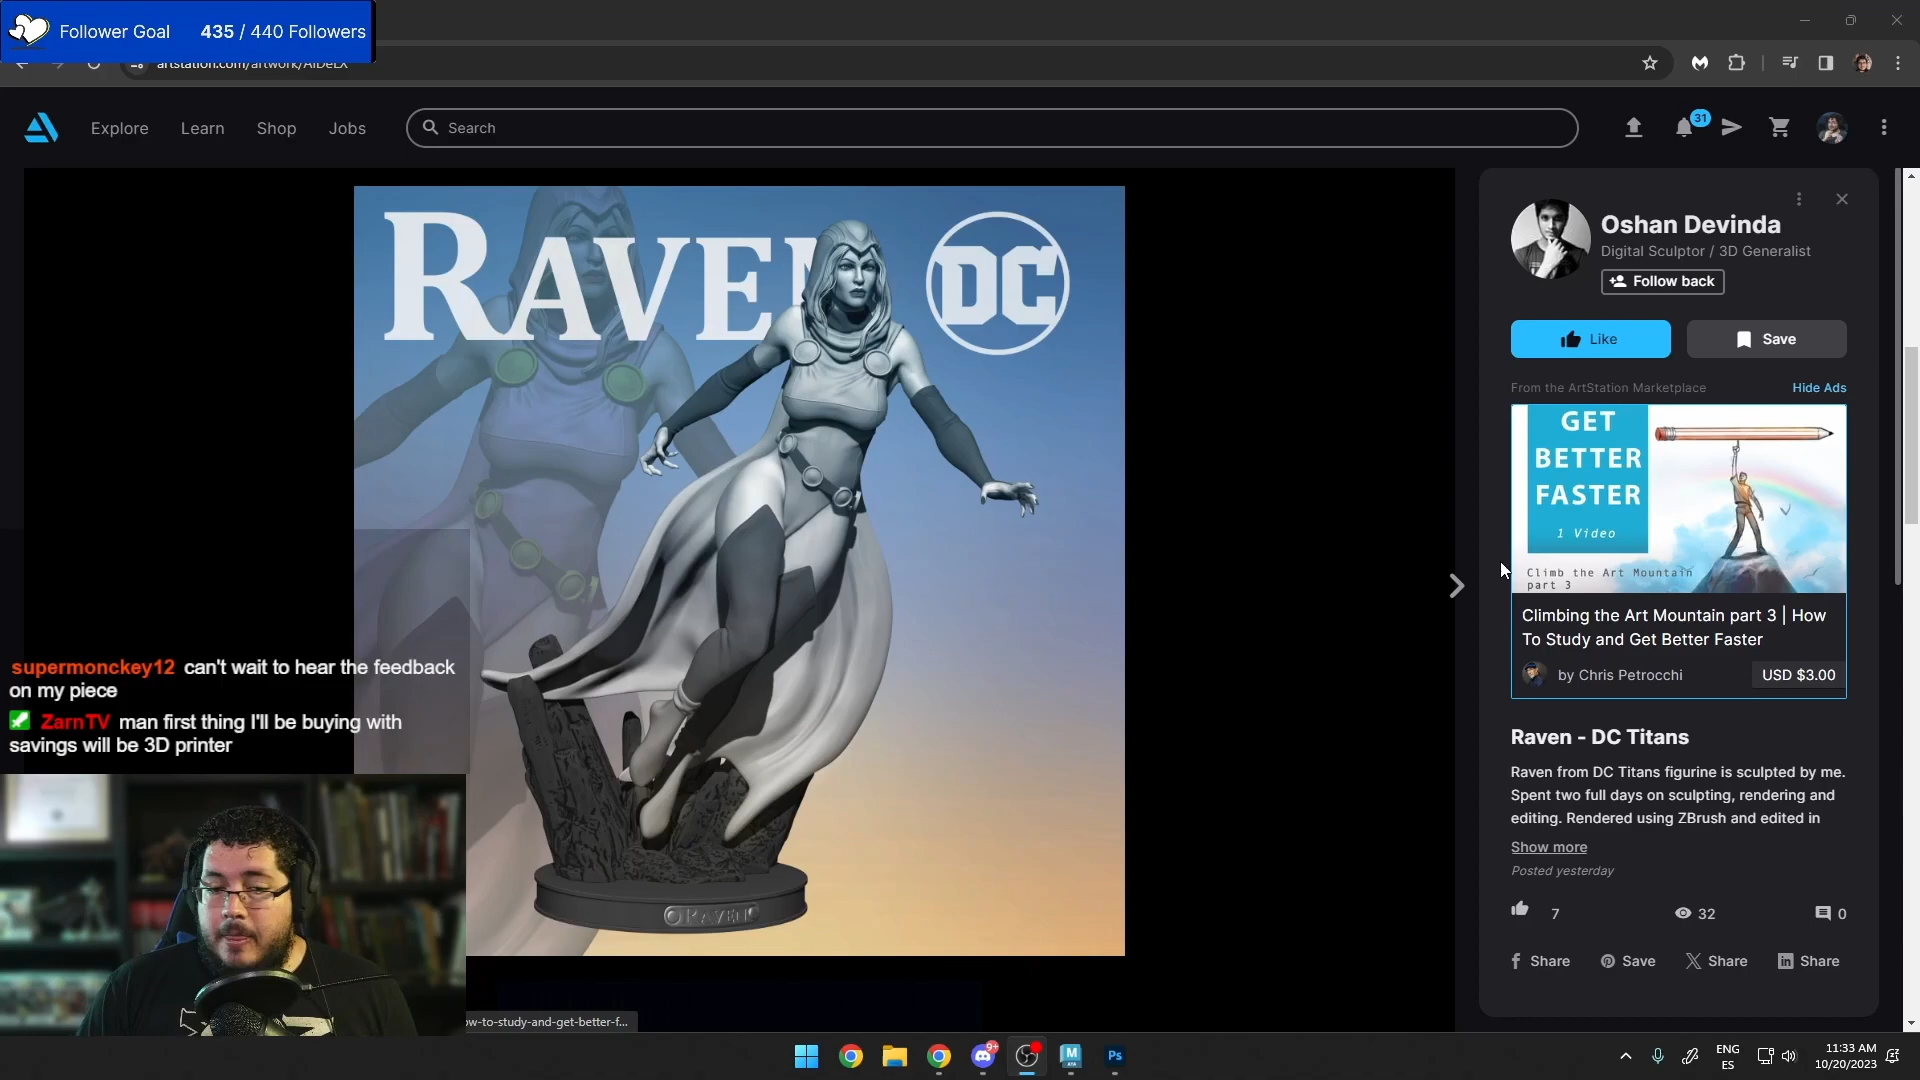 Follower Goal 435 / 440 Followers
artstation.com/artwork/AlDeEX
Explore Learn Shop Jobs Search 31
RAVEN DC
Oshan Devinda
Digital Sculptor / 3D Generalist
Follow back
Like Save
From the ArtStation Marketplace Hide Ads
GET
BETTER
FASTER
1 Video
Climb the Art Mountain
part 3
Climbing the Art Mountain part 3 | How
To Study and Get Better Faster
by Chris Petrocchi USD $3.00
Raven - DC Titans
Raven from DC Titans figurine is sculpted by me.
Spent two full days on sculpting, rendering and
editing. Rendered using ZBrush and edited in
Show more
Posted yesterday
7 32 0
Share Save Share Share
supermonckey12 can't wait to hear the feedback
on my piece
ZarnTV man first thing I'll be buying with
savings will be 3D printer
RAVEN
ow-to-study-and-get-better-f...
9+ M Ps
ENG
ES
11:33 AM
10/20/2023